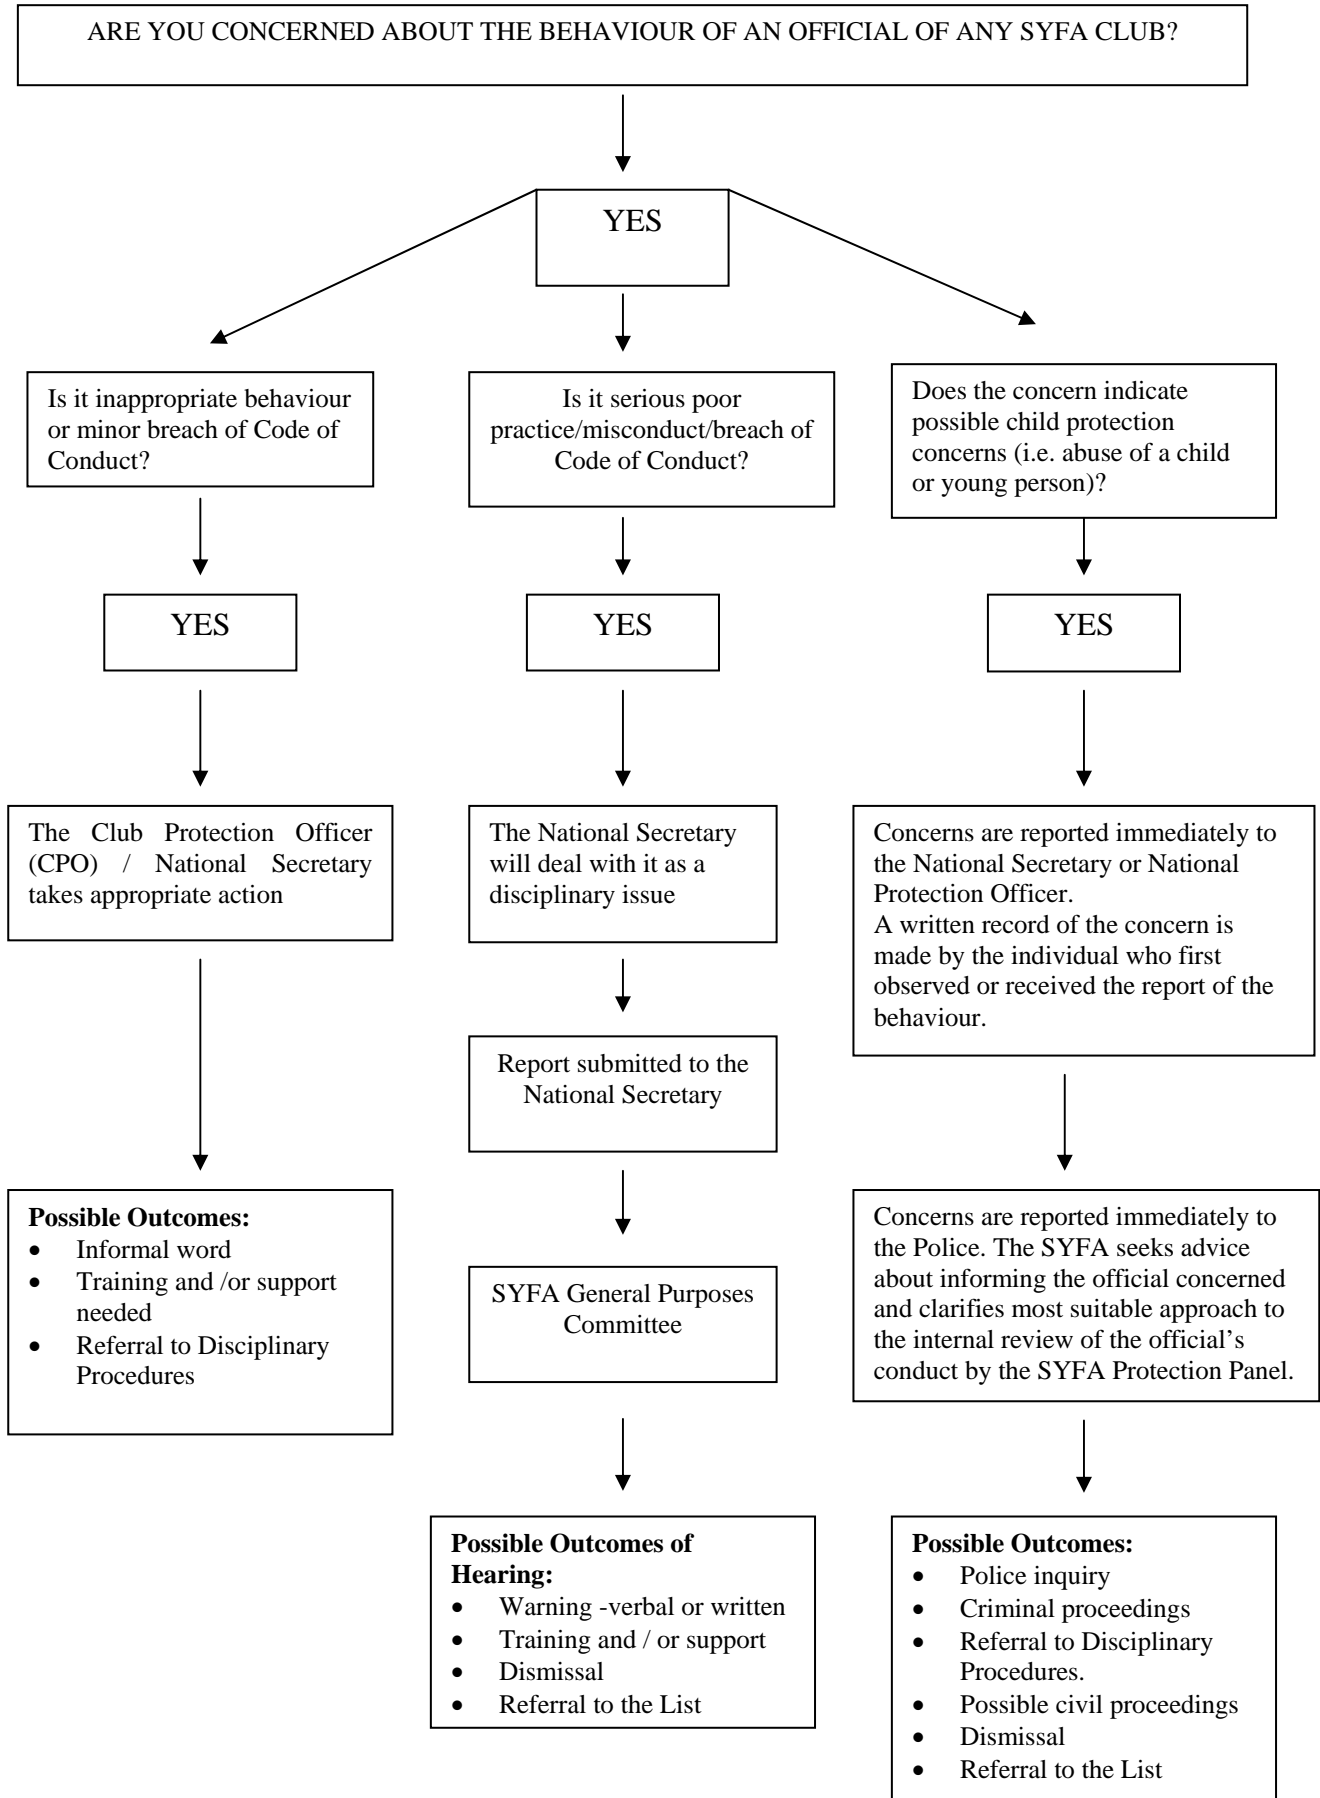 ARE YOU CONCERNED ABOUT THE BEHAVIOUR OF AN OFFICIAL OF ANY SYFA CLUB?
YES
Is it inappropriate behaviour
or minor breach of Code of
Conduct?
Is it serious poor
practice/misconduct/breach of
Code of Conduct?
Does the concern indicate
possible child protection
concerns (i.e. abuse of a child
or young person)?
YES
YES
YES
The Club Protection Officer
(CPO) / National Secretary
takes appropriate action
The National Secretary
will deal with it as a
disciplinary issue
Concerns are reported immediately to
the National Secretary or National
Protection Officer.
A written record of the concern is
made by the individual who first
observed or received the report of the
behaviour.
Report submitted to the
National Secretary
Possible Outcomes:
• Informal word
• Training and /or support
needed
• Referral to Disciplinary
Procedures
SYFA General Purposes
Committee
Concerns are reported immediately to
the Police. The SYFA seeks advice
about informing the official concerned
and clarifies most suitable approach to
the internal review of the official’s
conduct by the SYFA Protection Panel.
Possible Outcomes of
Hearing:
• Warning -verbal or written
• Training and / or support
• Dismissal
• Referral to the List
Possible Outcomes:
• Police inquiry
• Criminal proceedings
• Referral to Disciplinary
Procedures.
• Possible civil proceedings
• Dismissal
• Referral to the List